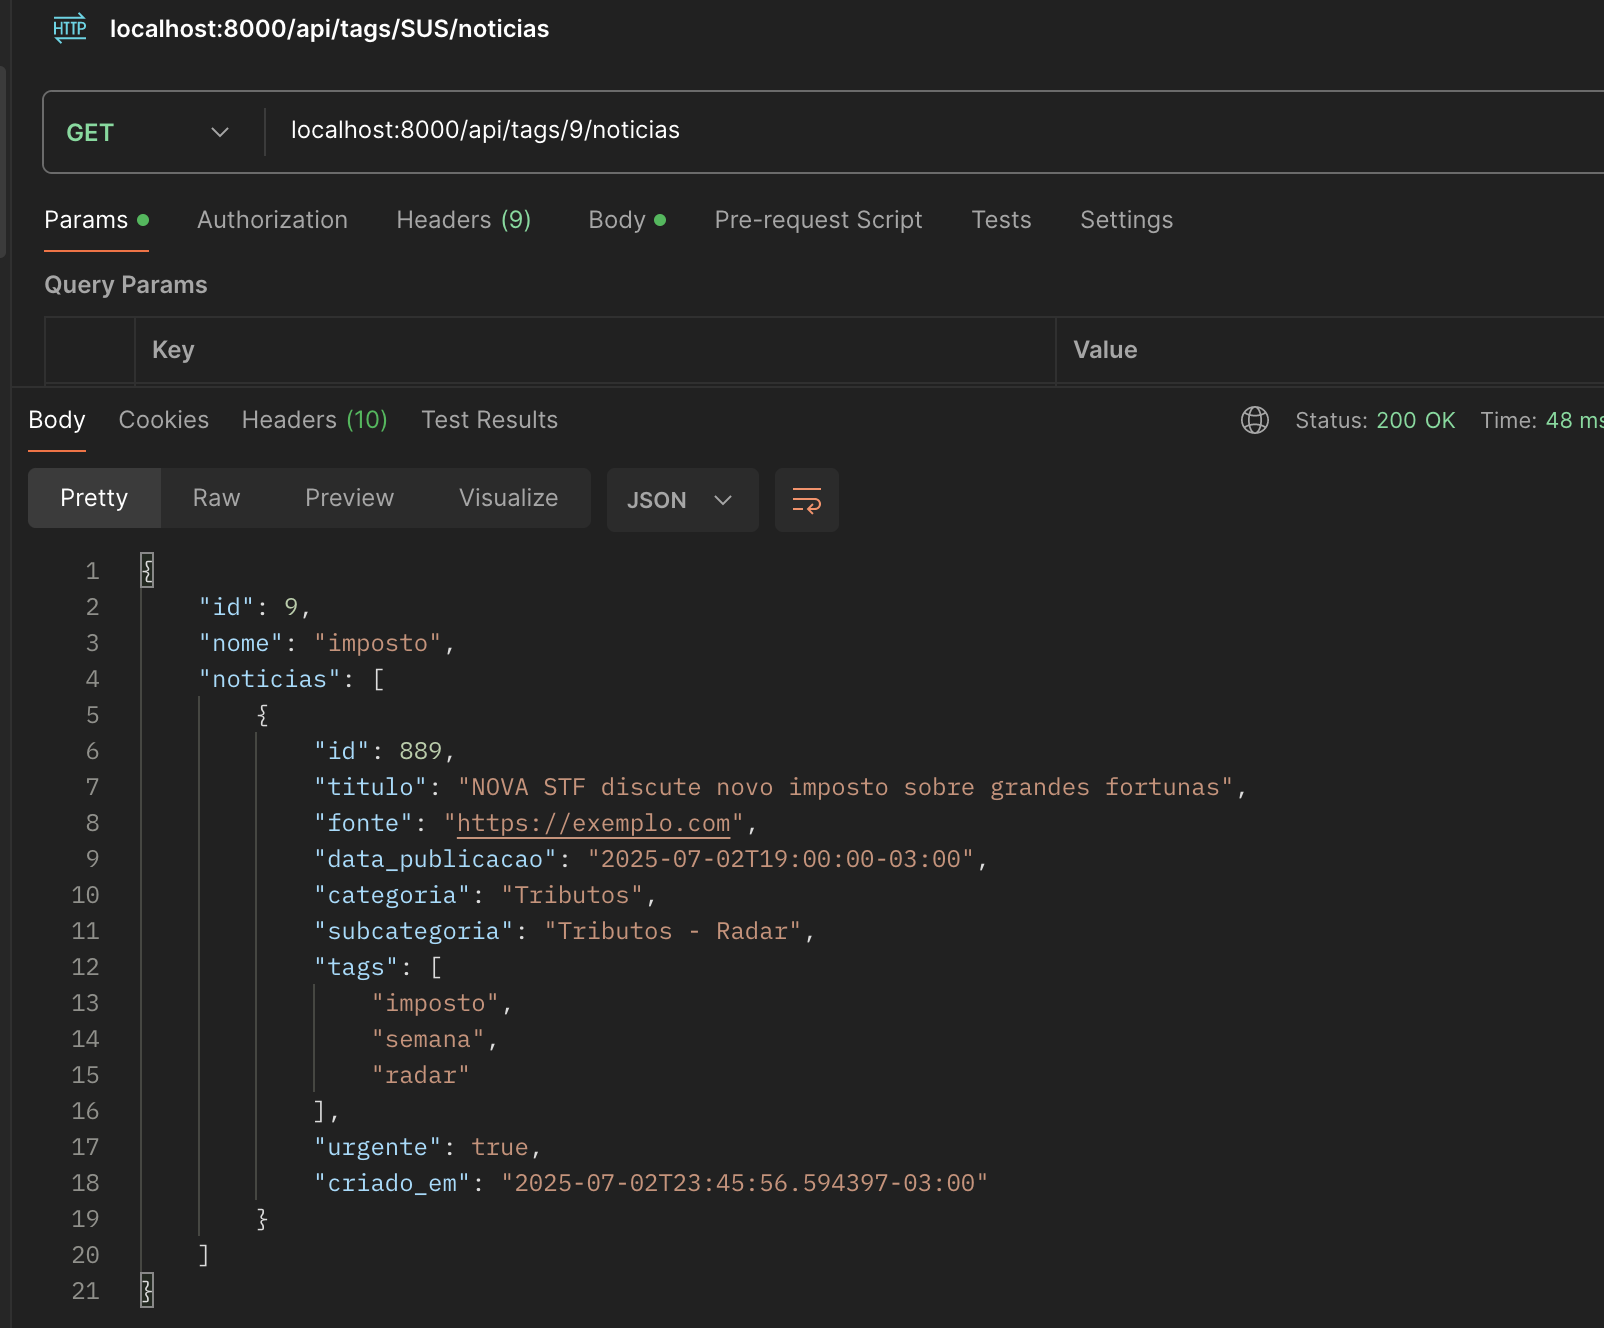 HTTP localhost:8000/api/tags/SUS/noticias
GET localhost:8000/api/tags/9/noticias
Params Authorization Headers (9) Body Pre-request Script Tests Settings
Query Params
Key Value
Body Cookies Headers (10) Test Results Status: 200 OK Time: 48 ms
Pretty Raw Preview Visualize JSON
1 {
2 "id": 9,
3 "nome": "imposto",
4 "noticias": [
5 {
6 "id": 889,
7 "titulo": "NOVA STF discute novo imposto sobre grandes fortunas",
8 "fonte": "https://exemplo.com",
9 "data_publicacao": "2025-07-02T19:00:00-03:00",
10 "categoria": "Tributos",
11 "subcategoria": "Tributos - Radar",
12 "tags": [
13 "imposto",
14 "semana",
15 "radar"
16 ],
17 "urgente": true,
18 "criado_em": "2025-07-02T23:45:56.594397-03:00"
19 }
20 ]
21 }